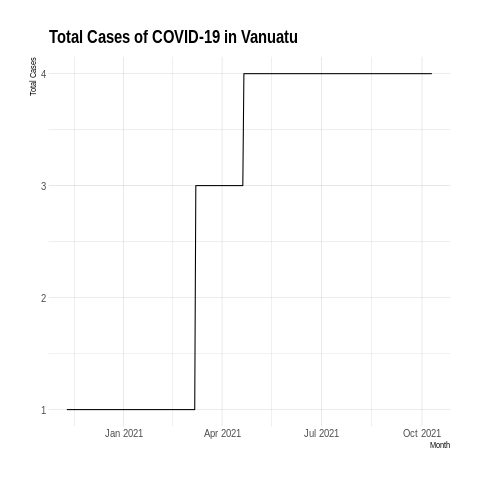 Total Cases of COVID-19 in Vanuatu
Total Cases
4
3
2
1
Jan 2021 Apr 2021 Jul 2021 Oct 2021
Month